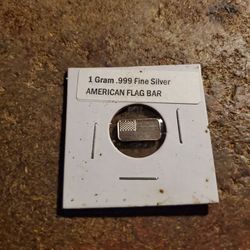 1 Gram .999 Fine Silver
AMERICAN FLAG BAR